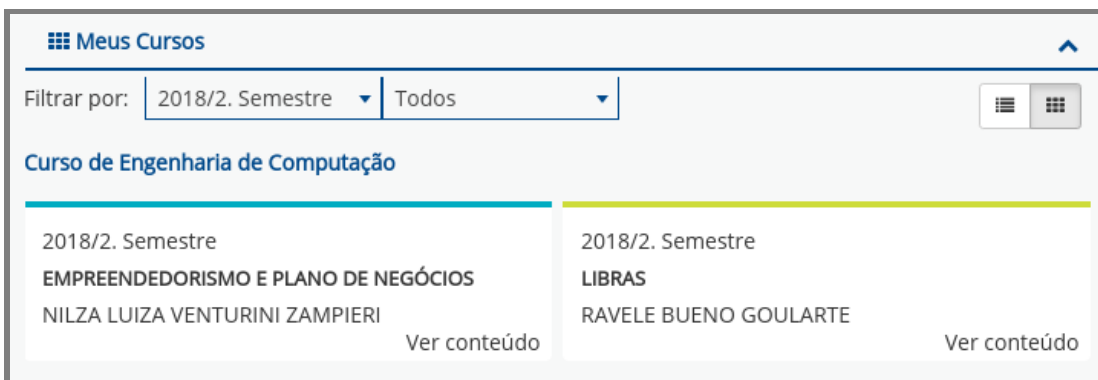 Meus Cursos
Filtrar por: 2018/2. Semestre Todos
Curso de Engenharia de Computação
2018/2. Semestre
EMPREENDEDORISMO E PLANO DE NEGÓCIOS
NILZA LUIZA VENTURINI ZAMPIERI
Ver conteúdo
2018/2. Semestre
LIBRAS
RAVELE BUENO GOULARTE
Ver conteúdo